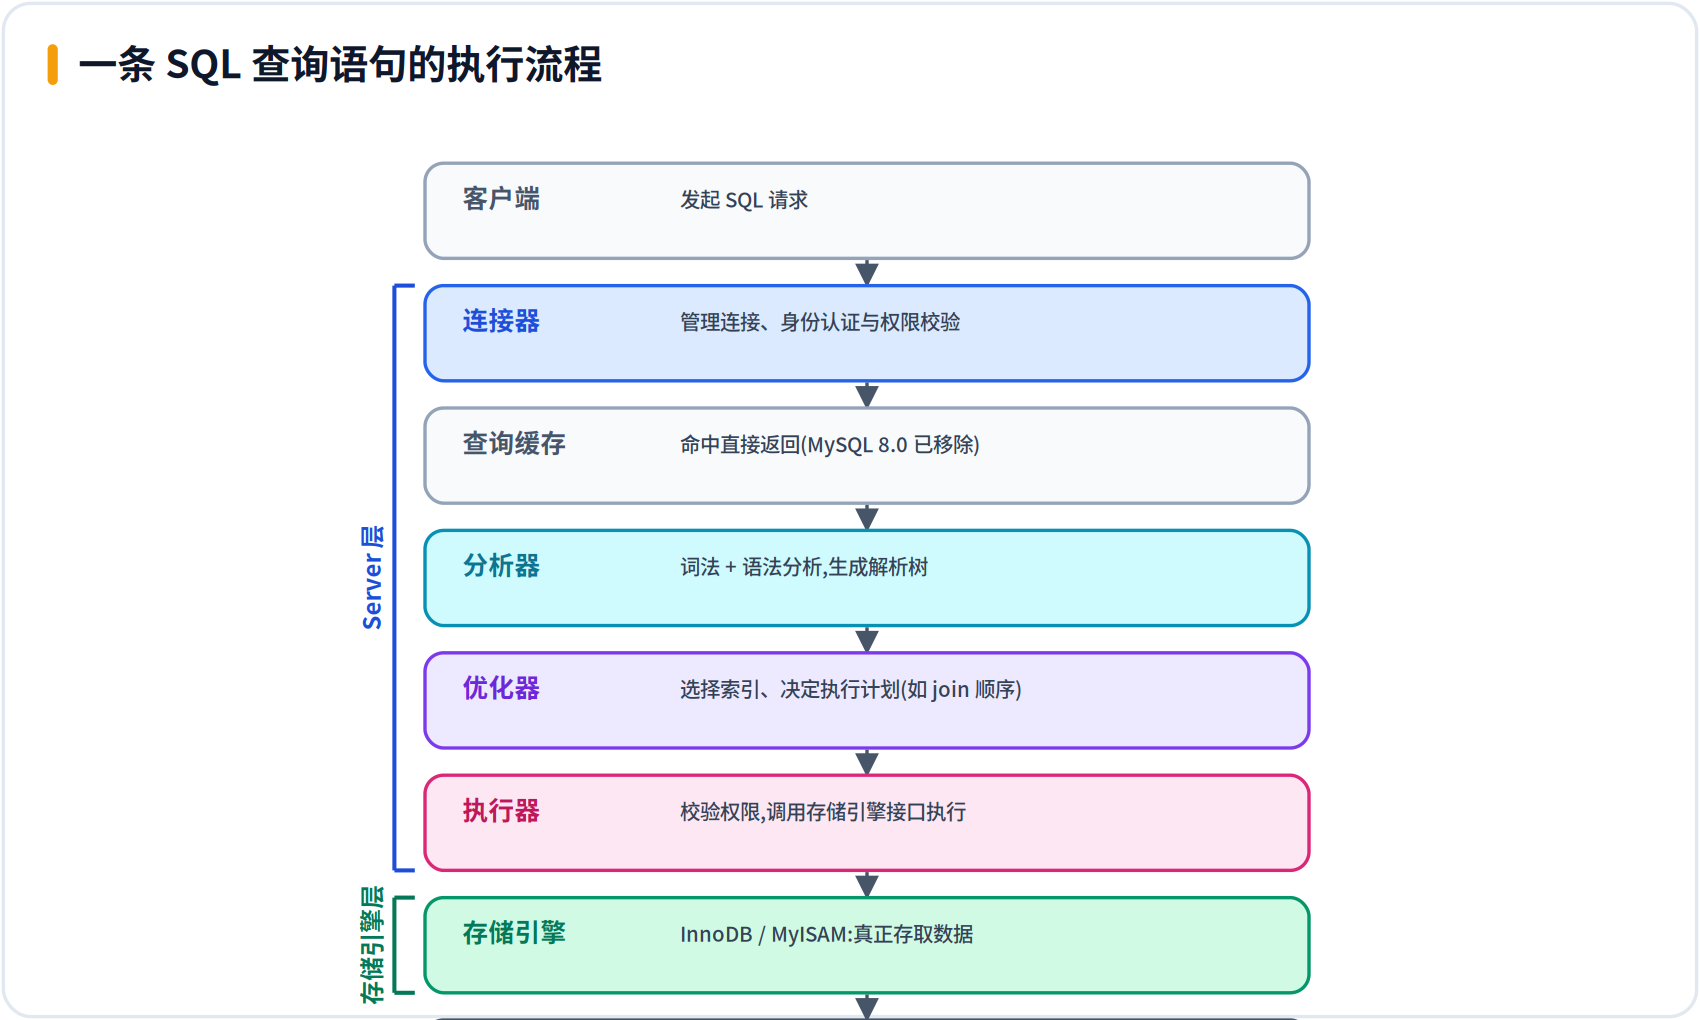 一条 SQL 查询语句的执行流程
客户端
发起 SQL 请求
连接器
管理连接、身份认证与权限校验
查询缓存
命中直接返回(MySQL 8.0 已移除)
Server 层
分析器
词法 + 语法分析,生成解析树
优化器
选择索引、决定执行计划(如 join 顺序)
执行器
校验权限,调用存储引擎接口执行
存储引擎层
存储引擎
InnoDB / MyISAM:真正存取数据